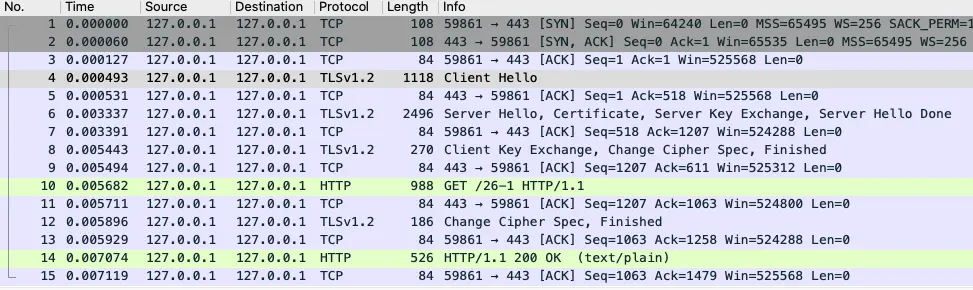 No. Time Source Destination Protocol Length Info
1 0.000000 127.0.0.1 127.0.0.1 TCP 108 59861 → 443 [SYN] Seq=0 Win=64240 Len=0 MSS=65495 WS=256 SACK_PERM=1
2 0.000060 127.0.0.1 127.0.0.1 TCP 108 443 → 59861 [SYN, ACK] Seq=0 Ack=1 Win=65535 Len=0 MSS=65495 WS=256
3 0.000127 127.0.0.1 127.0.0.1 TCP 84 59861 → 443 [ACK] Seq=1 Ack=1 Win=525568 Len=0
4 0.000493 127.0.0.1 127.0.0.1 TLSv1.2 1118 Client Hello
5 0.000531 127.0.0.1 127.0.0.1 TCP 84 443 → 59861 [ACK] Seq=1 Ack=518 Win=525568 Len=0
6 0.003337 127.0.0.1 127.0.0.1 TLSv1.2 2496 Server Hello, Certificate, Server Key Exchange, Server Hello Done
7 0.003391 127.0.0.1 127.0.0.1 TCP 84 59861 → 443 [ACK] Seq=518 Ack=1207 Win=524288 Len=0
8 0.005443 127.0.0.1 127.0.0.1 TLSv1.2 270 Client Key Exchange, Change Cipher Spec, Finished
9 0.005494 127.0.0.1 127.0.0.1 TCP 84 443 → 59861 [ACK] Seq=1207 Ack=611 Win=525312 Len=0
10 0.005682 127.0.0.1 127.0.0.1 HTTP 988 GET /26-1 HTTP/1.1
11 0.005711 127.0.0.1 127.0.0.1 TCP 84 443 → 59861 [ACK] Seq=1207 Ack=1063 Win=524800 Len=0
12 0.005896 127.0.0.1 127.0.0.1 TLSv1.2 186 Change Cipher Spec, Finished
13 0.005929 127.0.0.1 127.0.0.1 TCP 84 59861 → 443 [ACK] Seq=1063 Ack=1258 Win=524288 Len=0
14 0.007074 127.0.0.1 127.0.0.1 HTTP 526 HTTP/1.1 200 OK (text/plain)
15 0.007119 127.0.0.1 127.0.0.1 TCP 84 59861 → 443 [ACK] Seq=1063 Ack=1479 Win=525568 Len=0